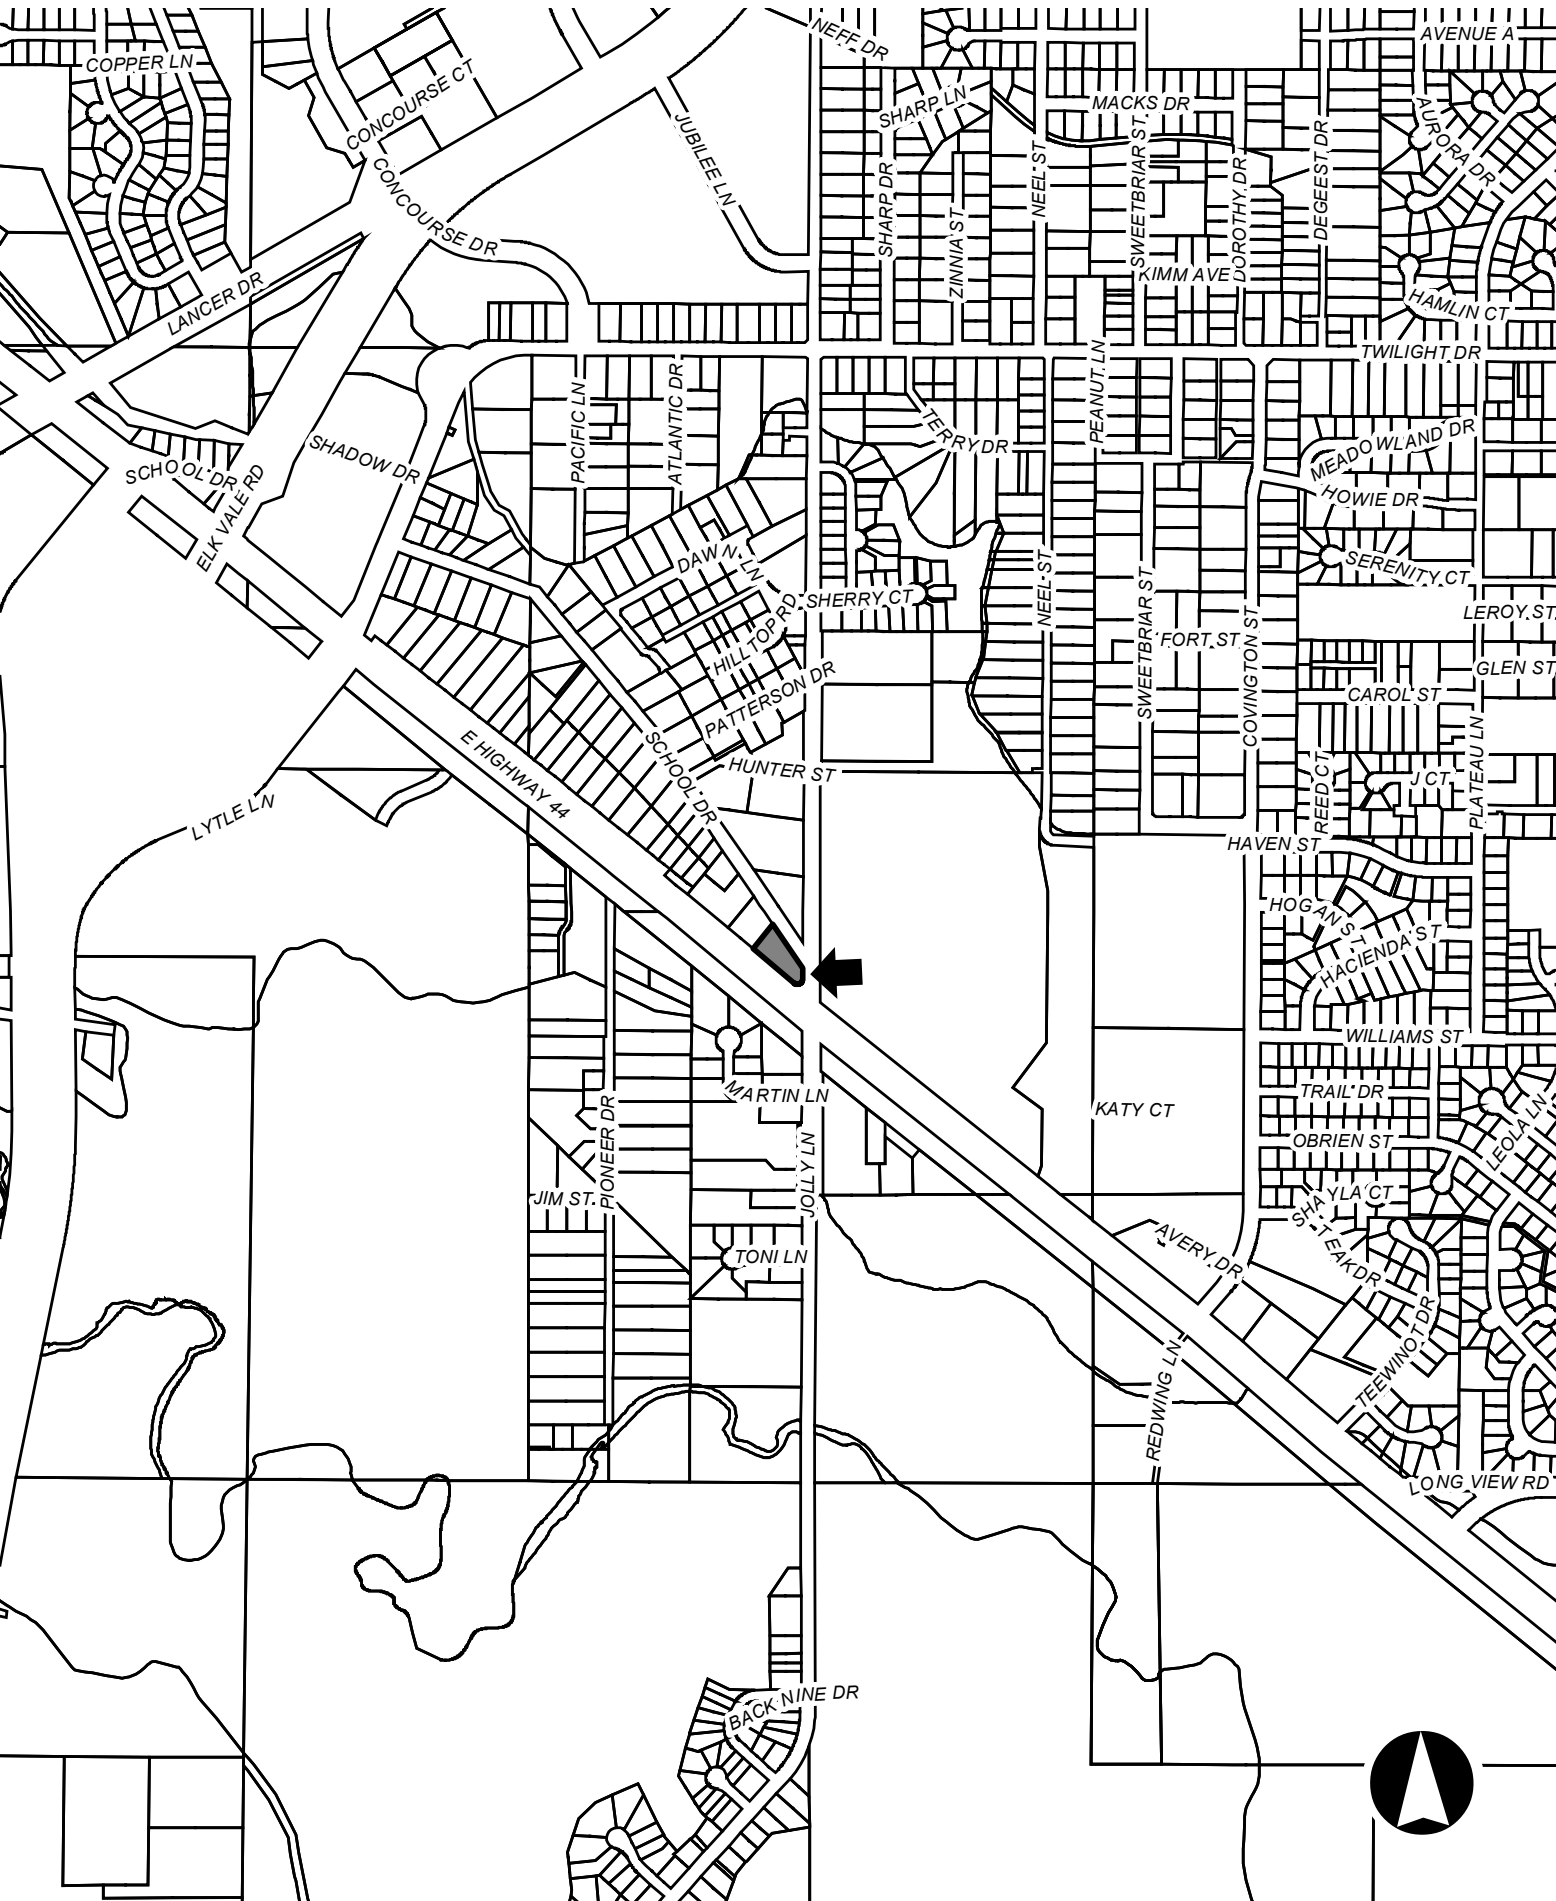 NEFF DR
AVENUE A
COPPER LN
CONCOURSE CT
SHARP LN
MACKS DR
AURORA DR
JUBILEE LN
CONCOURSE DR
SHARP DR
ZINNIA ST
NEEL ST
SWEETBRIAR ST
DOROTHY DR
DEGEEST DR
KIMM AVE
LANCER DR
HAMLIN CT
TWILIGHT DR
PEANUT LN
PACIFIC LN
ATLANTIC DR
TERRY DR
MEADOWLAND DR
SHADOW DR
SCHOOL DR
ELK VALE RD
HOWIE DR
DAWN LN
SERENITY CT
NEEL ST
SHERRY CT
HILLTOP RD
SWEETBRIAR ST
FORT ST
COVINGTON ST
LEROY ST
GLEN ST
CAROL ST
PATTERSON DR
E HIGHWAY 44
SCHOOL DR
HUNTER ST
REED CT
J CT
PLATEAU LN
LYTLE LN
HAVEN ST
HOGAN ST
HACIENDA ST
WILLIAMS ST
MARTIN LN
KATY CT
TRAIL DR
LEOLA LN
OBRIEN ST
PIONEER DR
JOLLY LN
JIM ST
SHAYLA CT
TEAK DR
TONI LN
AVERY DR
TEEWINOT DR
REDWING LN
LONG VIEW RD
BACK NINE DR